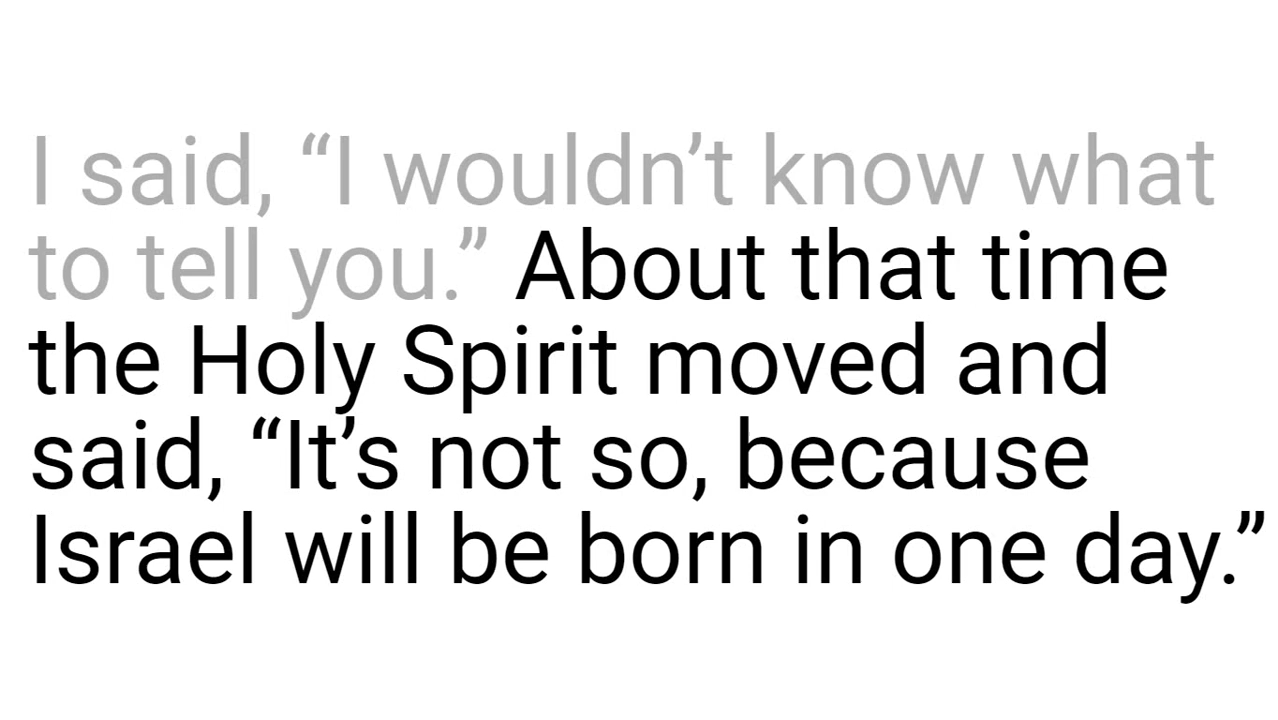 I said, “I wouldn’t know what
to tell you.” About that time
the Holy Spirit moved and
said, “It’s not so, because
Israel will be born in one day.”